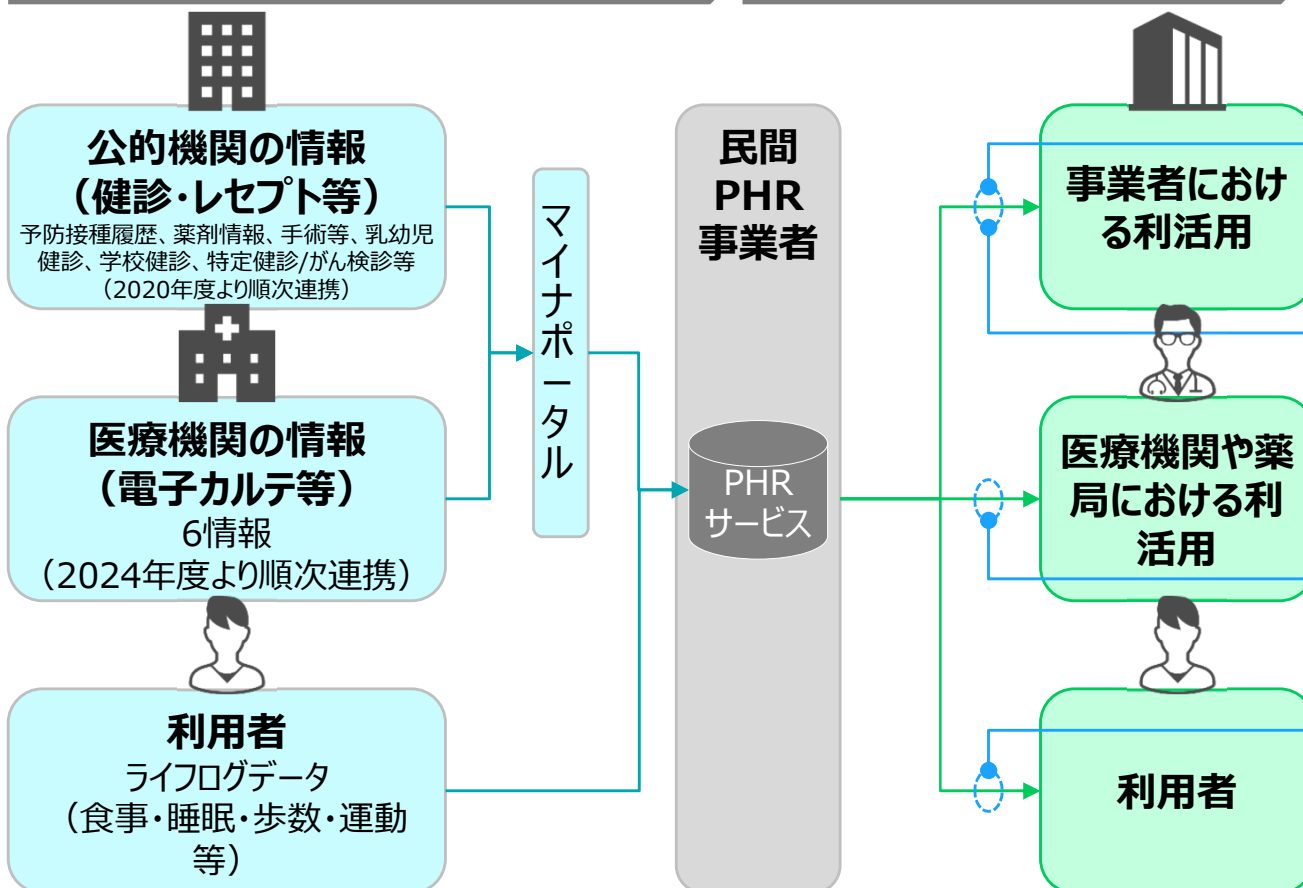 公的機関の情報
（健診・レセプト等）
予防接種履歴、薬剤情報、手術等、乳幼児
健診、学校健診、特定健診/がん検診等
（2020年度より順次連携）
医療機関の情報
（電子カルテ等）
6情報
（2024年度より順次連携）
利用者
ライフログデータ
（食事・睡眠・歩数・運動
等）
マイナポータル
民間
PHR
事業者
PHR
サービス
事業者におけ
る利活用
医療機関や薬
局における利
活用
利用者